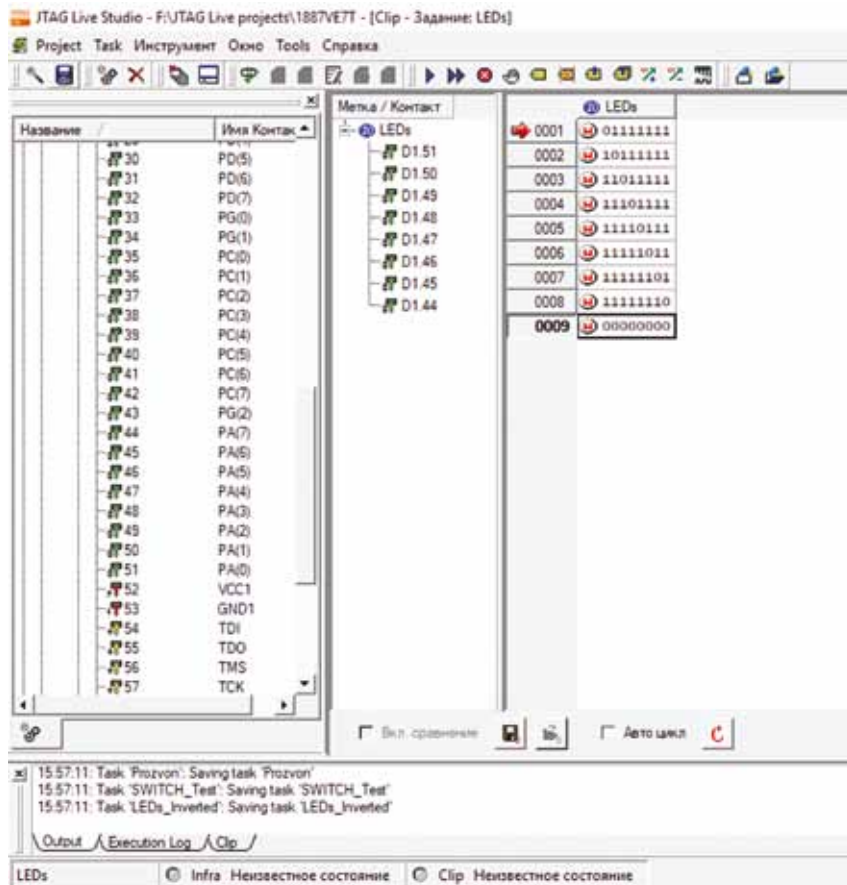 JTAG Live Studio - F:\JTAG Live projects\1887VE7T - [Clip - Задание: LEDs]
Project Task Инструмент Окно Tools Справка
Название Имя Контак
30 PD(5)
31 PD(6)
32 PD(7)
33 PG(0)
34 PG(1)
35 PC(0)
36 PC(1)
37 PC(2)
38 PC(3)
39 PC(4)
40 PC(5)
41 PC(6)
42 PC(7)
43 PG(2)
44 PA(7)
45 PA(6)
46 PA(5)
47 PA(4)
48 PA(3)
49 PA(2)
50 PA(1)
51 PA(0)
52 VCC1
53 GND1
54 TDI
55 TDO
56 TMS
57 TCK
Метка / Контакт
LEDs
D1.51
D1.50
D1.49
D1.48
D1.47
D1.46
D1.45
D1.44
LEDs
0001 01111111
0002 10111111
0003 11011111
0004 11101111
0005 11110111
0006 11111011
0007 11111101
0008 11111110
0009 00000000
Вкл. сравнение Авто цикл
15:57:11: Task 'Prozvon': Saving task 'Prozvon'
15:57:11: Task 'SWITCH_Test': Saving task 'SWITCH_Test'
15:57:11: Task 'LEDs_Inverted': Saving task 'LEDs_Inverted'
Output Execution Log Clip
LEDs Infra Неизвестное состояние Clip Неизвестное состояние